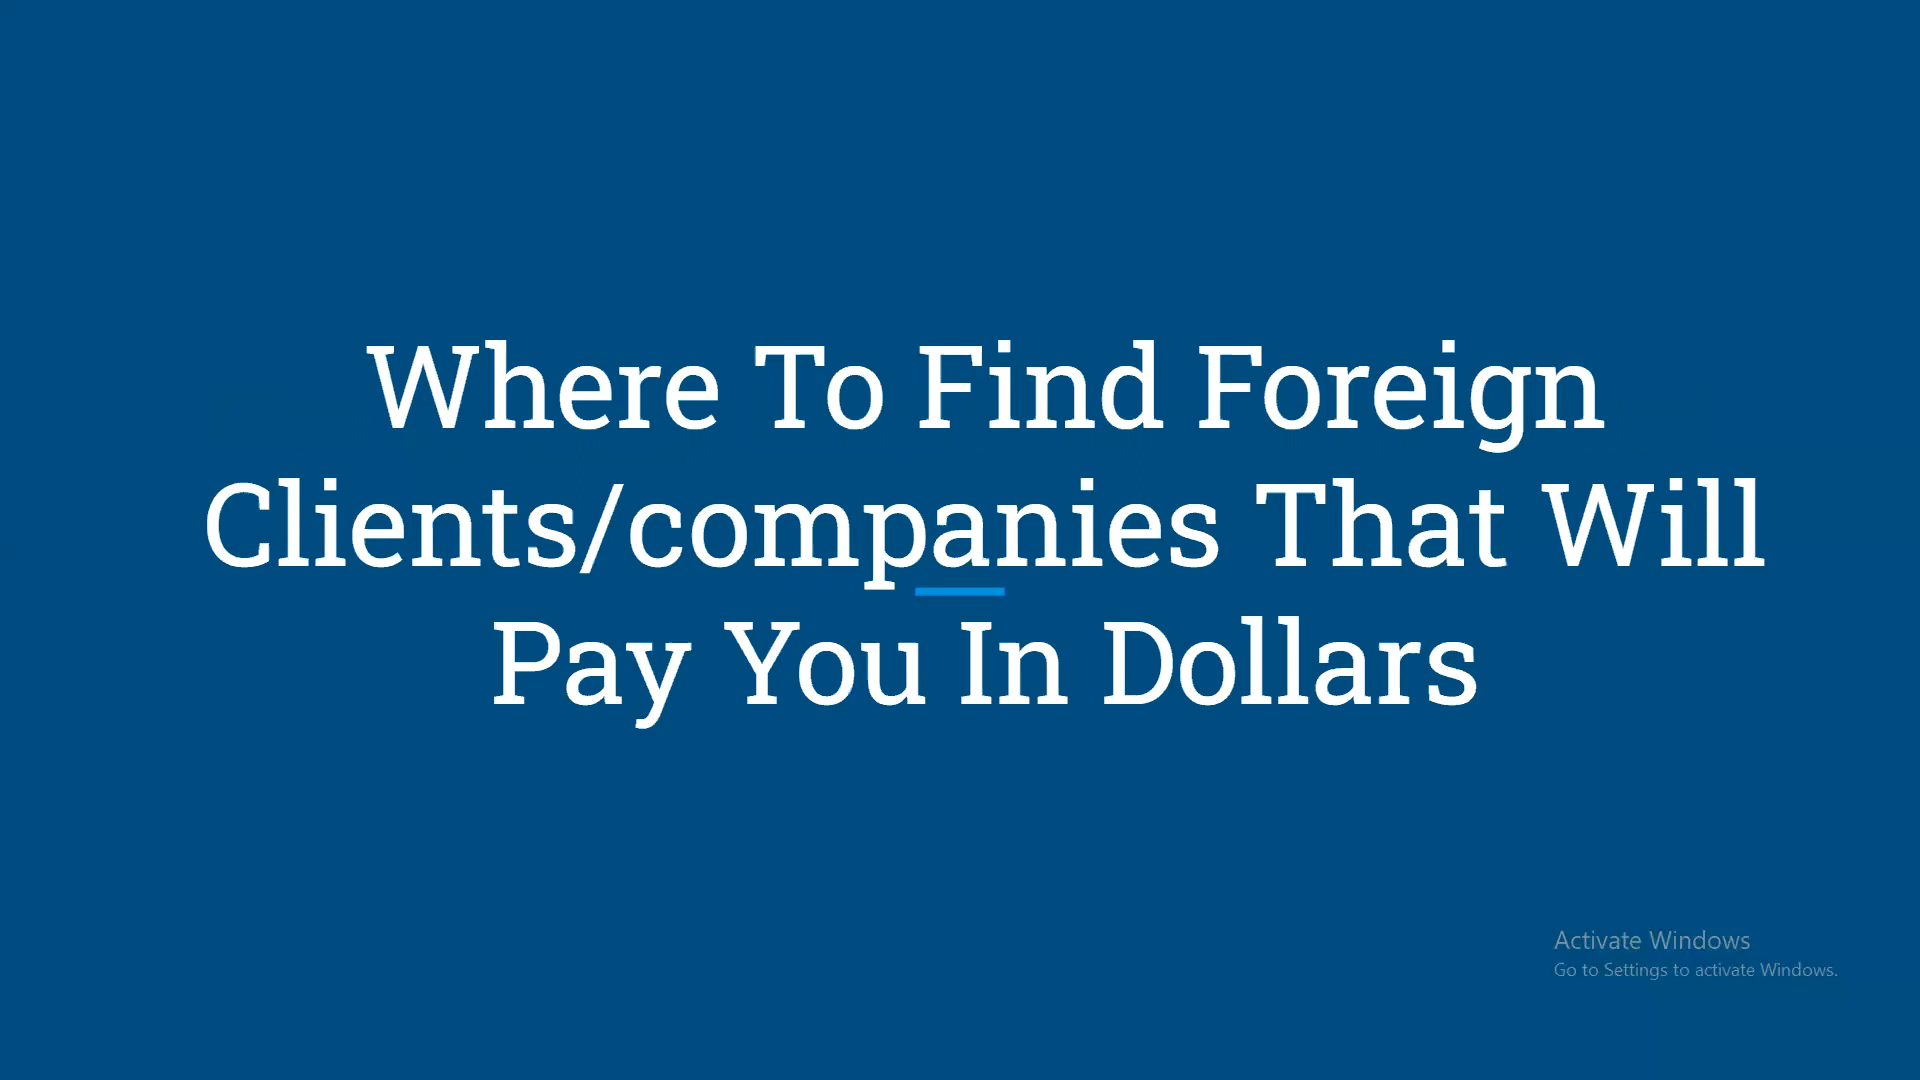 Where To Find Foreign
Clients/companies That Will
Pay You In Dollars
Activate Windows
Go to Settings to activate Windows.